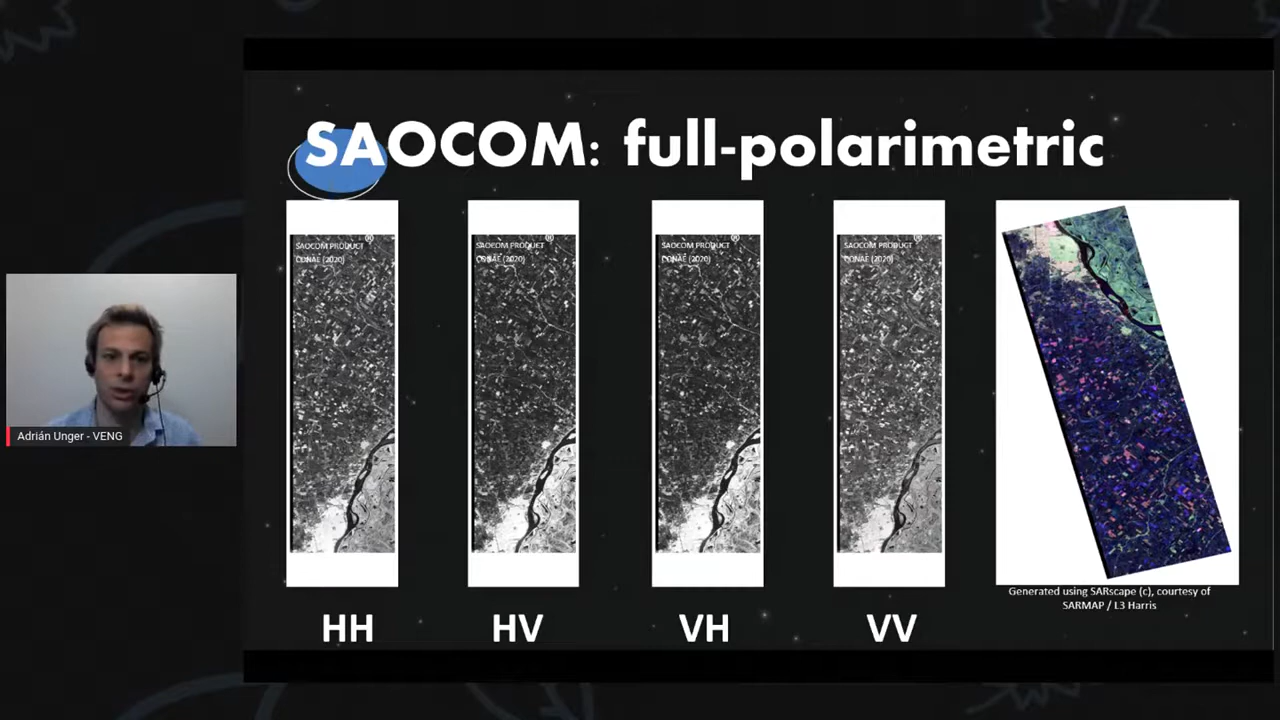 SAOCOM: full-polarimetric
SAOCOM PRODUCT ®
CONAE (2020)
SAOCOM PRODUCT ®
CONAE (2020)
SAOCOM PRODUCT ®
CONAE (2020)
SAOCOM PRODUCT ®
CONAE (2020)
Adrián Unger - VENG
Generated using SARscape (c), courtesy of
SARMAP / L3 Harris
HH
HV
VH
VV